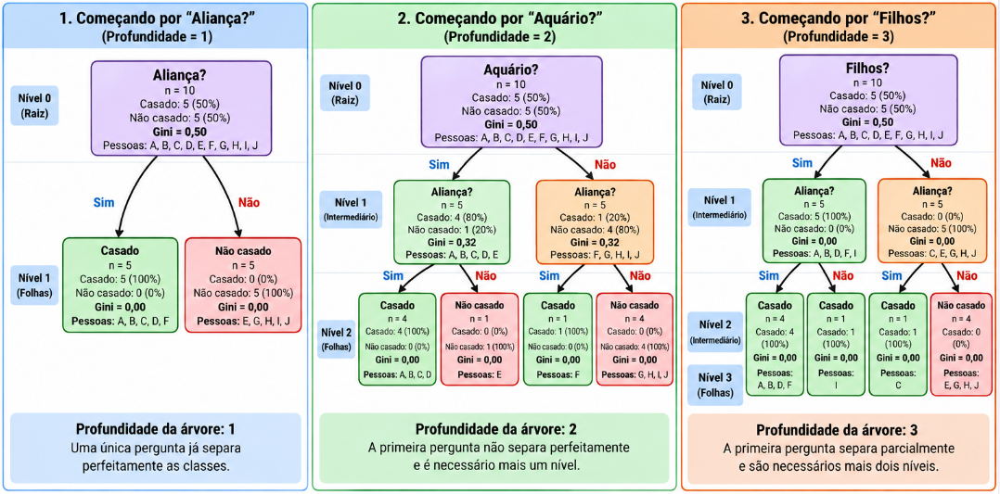 1. Começando por “Aliança?”
(Profundidade = 1)
Nível 0
(Raiz)
Aliança?
n = 10
Casado: 5 (50%)
Não casado: 5 (50%)
Gini = 0,50
Pessoas: A, B, C, D, E, F, G, H, I, J
Sim
Não
Nível 1
(Folhas)
Casado
n = 5
Casado: 5 (100%)
Não casado: 0 (0%)
Gini = 0,00
Pessoas: A, B, C, D, F
Não casado
n = 5
Casado: 0 (0%)
Não casado: 5 (100%)
Gini = 0,00
Pessoas: E, G, H, I, J
Profundidade da árvore: 1
Uma única pergunta já separa
perfeitamente as classes.
2. Começando por “Aquário?”
(Profundidade = 2)
Nível 0
(Raiz)
Aquário?
n = 10
Casado: 5 (50%)
Não casado: 5 (50%)
Gini = 0,50
Pessoas: A, B, C, D, E, F, G, H, I, J
Sim
Não
Nível 1
(Intermediário)
Aliança?
n = 5
Casado: 4 (80%)
Não casado: 1 (20%)
Gini = 0,32
Pessoas: A, B, C, D, E
Aliança?
n = 5
Casado: 1 (20%)
Não casado: 4 (80%)
Gini = 0,32
Pessoas: F, G, H, I, J
Sim
Não
Sim
Não
Nível 2
(Folhas)
Casado
n = 4
Casado: 4 (100%)
Não casado: 0 (0%)
Gini = 0,00
Pessoas: A, B, C, D
Não casado
n = 1
Casado: 0 (0%)
Não casado: 1 (100%)
Gini = 0,00
Pessoas: E
Casado
n = 1
Casado: 1 (100%)
Não casado: 0 (0%)
Gini = 0,00
Pessoas: F
Não casado
n = 4
Casado: 0 (0%)
Não casado: 4 (100%)
Gini = 0,00
Pessoas: G, H, I, J
Profundidade da árvore: 2
A primeira pergunta não separa perfeitamente
e é necessário mais um nível.
3. Começando por “Filhos?”
(Profundidade = 3)
Nível 0
(Raiz)
Filhos?
n = 10
Casado: 5 (50%)
Não casado: 5 (50%)
Gini = 0,50
Pessoas: A, B, C, D, E, F, G, H, I, J
Sim
Não
Nível 1
(Intermediário)
Aliança?
n = 5
Casado: 5 (100%)
Não casado: 0 (0%)
Gini = 0,00
Pessoas: A, B, D, F, I
Aliança?
n = 5
Casado: 0 (0%)
Não casado: 5 (100%)
Gini = 0,00
Pessoas: C, E, G, H, J
Sim
Não
Sim
Não
Nível 2
(Intermediário)
Nível 3
(Folhas)
Casado
n = 4
Casado: 4
(100%)
Gini = 0,00
Pessoas:
A, B, D, F
Casado
n = 1
Casado: 1
(100%)
Gini = 0,00
Pessoas:
I
Casado
n = 1
Casado: 1
(100%)
Gini = 0,00
Pessoas:
C
Não casado
n = 4
Casado: 0
(0%)
Gini = 0,00
Pessoas:
E, G, H, J
Profundidade da árvore: 3
A primeira pergunta separa parcialmente
e são necessários mais dois níveis.